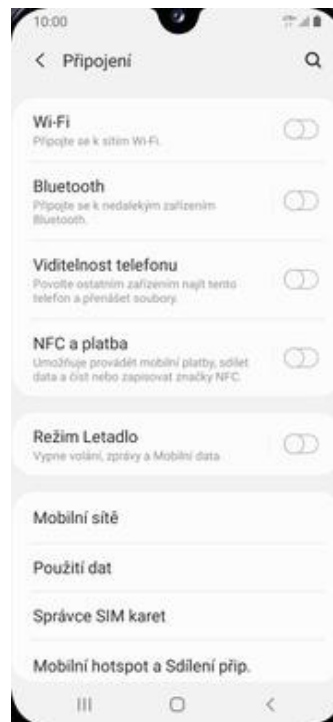 10:00
Připojení
Wi-Fi
Připojte se k sítím Wi-Fi.
Bluetooth
Připojte se k nedalekým zařízením
Bluetooth.
Viditelnost telefonu
Povolte ostatním zařízením najít tento
telefon a přenášet soubory.
NFC a platba
Umožňuje provádět mobilní platby, sdílet
data a číst nebo zapisovat značky NFC.
Režim Letadlo
Vypne volání, zprávy a Mobilní data
Mobilní sítě
Použití dat
Správce SIM karet
Mobilní hotspot a Sdílení přip.